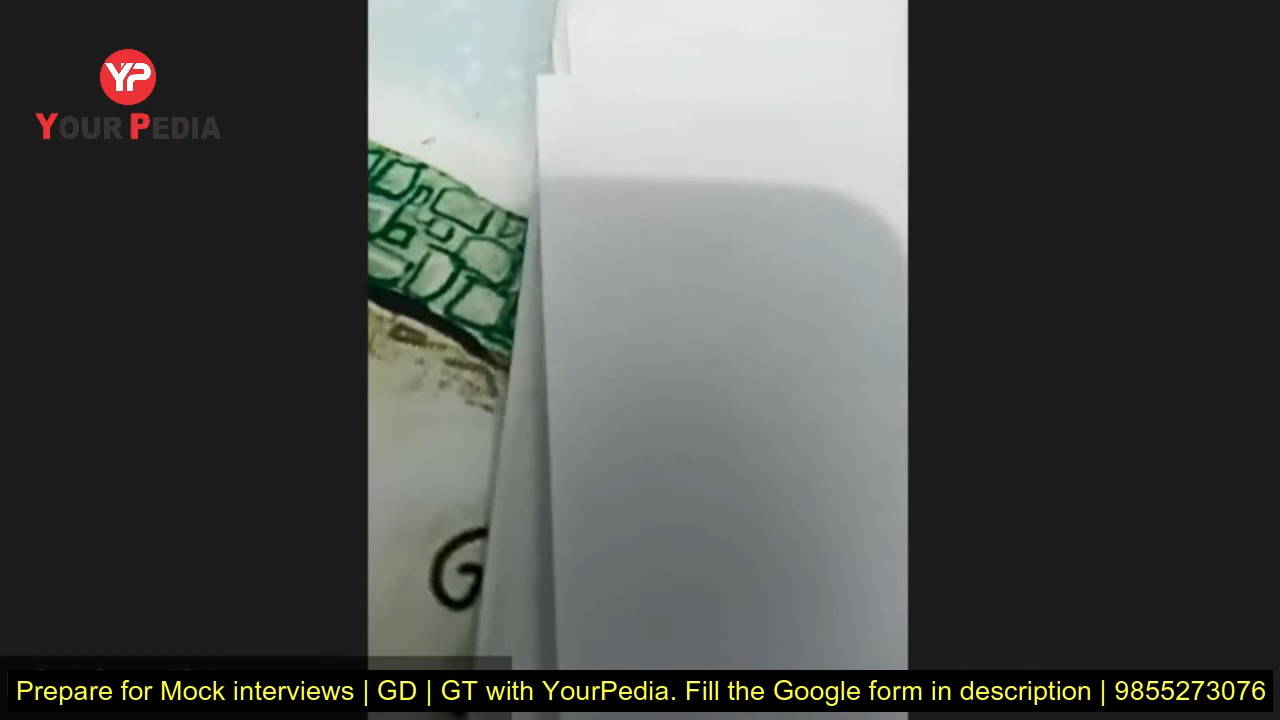 YP
YOUR PEDIA
G
Prepare for Mock interviews | GD | GT with YourPedia. Fill the Google form in description | 9855273076